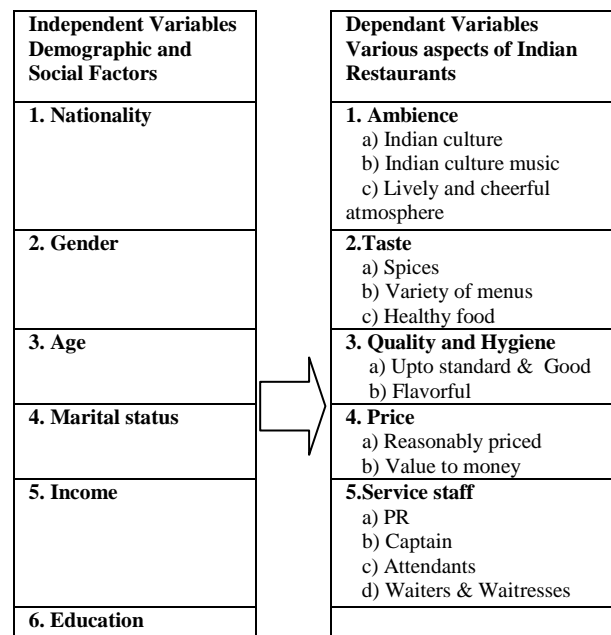 Independent Variables
Demographic and
Social Factors
1. Nationality
2. Gender
3. Age
4. Marital status
5. Income
6. Education
Dependant Variables
Various aspects of Indian
Restaurants
1. Ambience
a) Indian culture
b) Indian culture music
c) Lively and cheerful
atmosphere
2.Taste
a) Spices
b) Variety of menus
c) Healthy food
3. Quality and Hygiene
a) Upto standard & Good
b) Flavorful
4. Price
a) Reasonably priced
b) Value to money
5.Service staff
a) PR
b) Captain
c) Attendants
d) Waiters & Waitresses